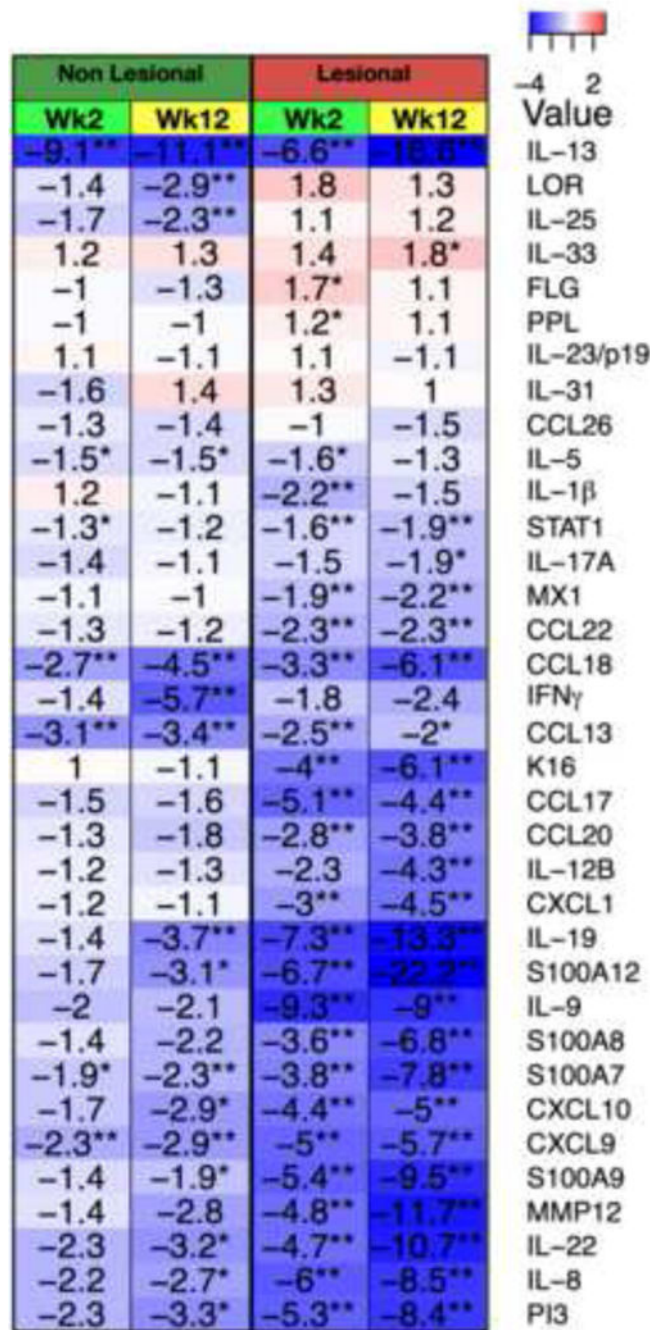 -4 2
Value
Non Lesional Lesional
Wk2 Wk12 Wk2 Wk12
-9.1** -11.1** -6.6** IL-13
-1.4 -2.9** 1.8 1.3 LOR
-1.7 -2.3** 1.1 1.2 IL-25
1.2 1.3 1.4 1.8* IL-33
-1 -1.3 1.7* 1.1 FLG
-1 -1 1.2* 1.1 PPL
1.1 -1.1 1.1 -1.1 IL-23/p19
-1.6 1.4 1.3 1 IL-31
-1.3 -1.4 -1 -1.5 CCL26
-1.5* -1.5* -1.6* -1.3 IL-5
1.2 -1.1 -2.2** -1.5 IL-1β
-1.3* -1.2 -1.6** -1.9** STAT1
-1.4 -1.1 -1.5 -1.9* IL-17A
-1.1 -1 -1.9** -2.2** MX1
-1.3 -1.2 -2.3** -2.3** CCL22
-2.7** -4.5** -3.3** -6.1** CCL18
-1.4 -5.7** -1.8 -2.4 IFNγ
-3.1** -3.4** -2.5** -2* CCL13
1 -1.1 -4** -6.1** K16
-1.5 -1.6 -5.1** -4.4** CCL17
-1.3 -1.8 -2.8** -3.8** CCL20
-1.2 -1.3 -2.3 -4.3** IL-12B
-1.2 -1.1 -3** -4.5** CXCL1
-1.4 -3.7** -7.3** -13.3** IL-19
-1.7 -3.1* -6.7** -22.2** S100A12
-2 -2.1 -9.3** -9** IL-9
-1.4 -2.2 -3.6** -6.8** S100A8
-1.9* -2.3** -3.8** -7.8** S100A7
-1.7 -2.9* -4.4** -5** CXCL10
-2.3** -2.9** -5** -5.7** CXCL9
-1.4 -1.9* -5.4** -9.5** S100A9
-1.4 -2.8 -4.8** -11.7** MMP12
-2.3 -3.2* -4.7** -10.7** IL-22
-2.2 -2.7* -6** -8.5** IL-8
-2.3 -3.3* -5.3** -8.4** PI3